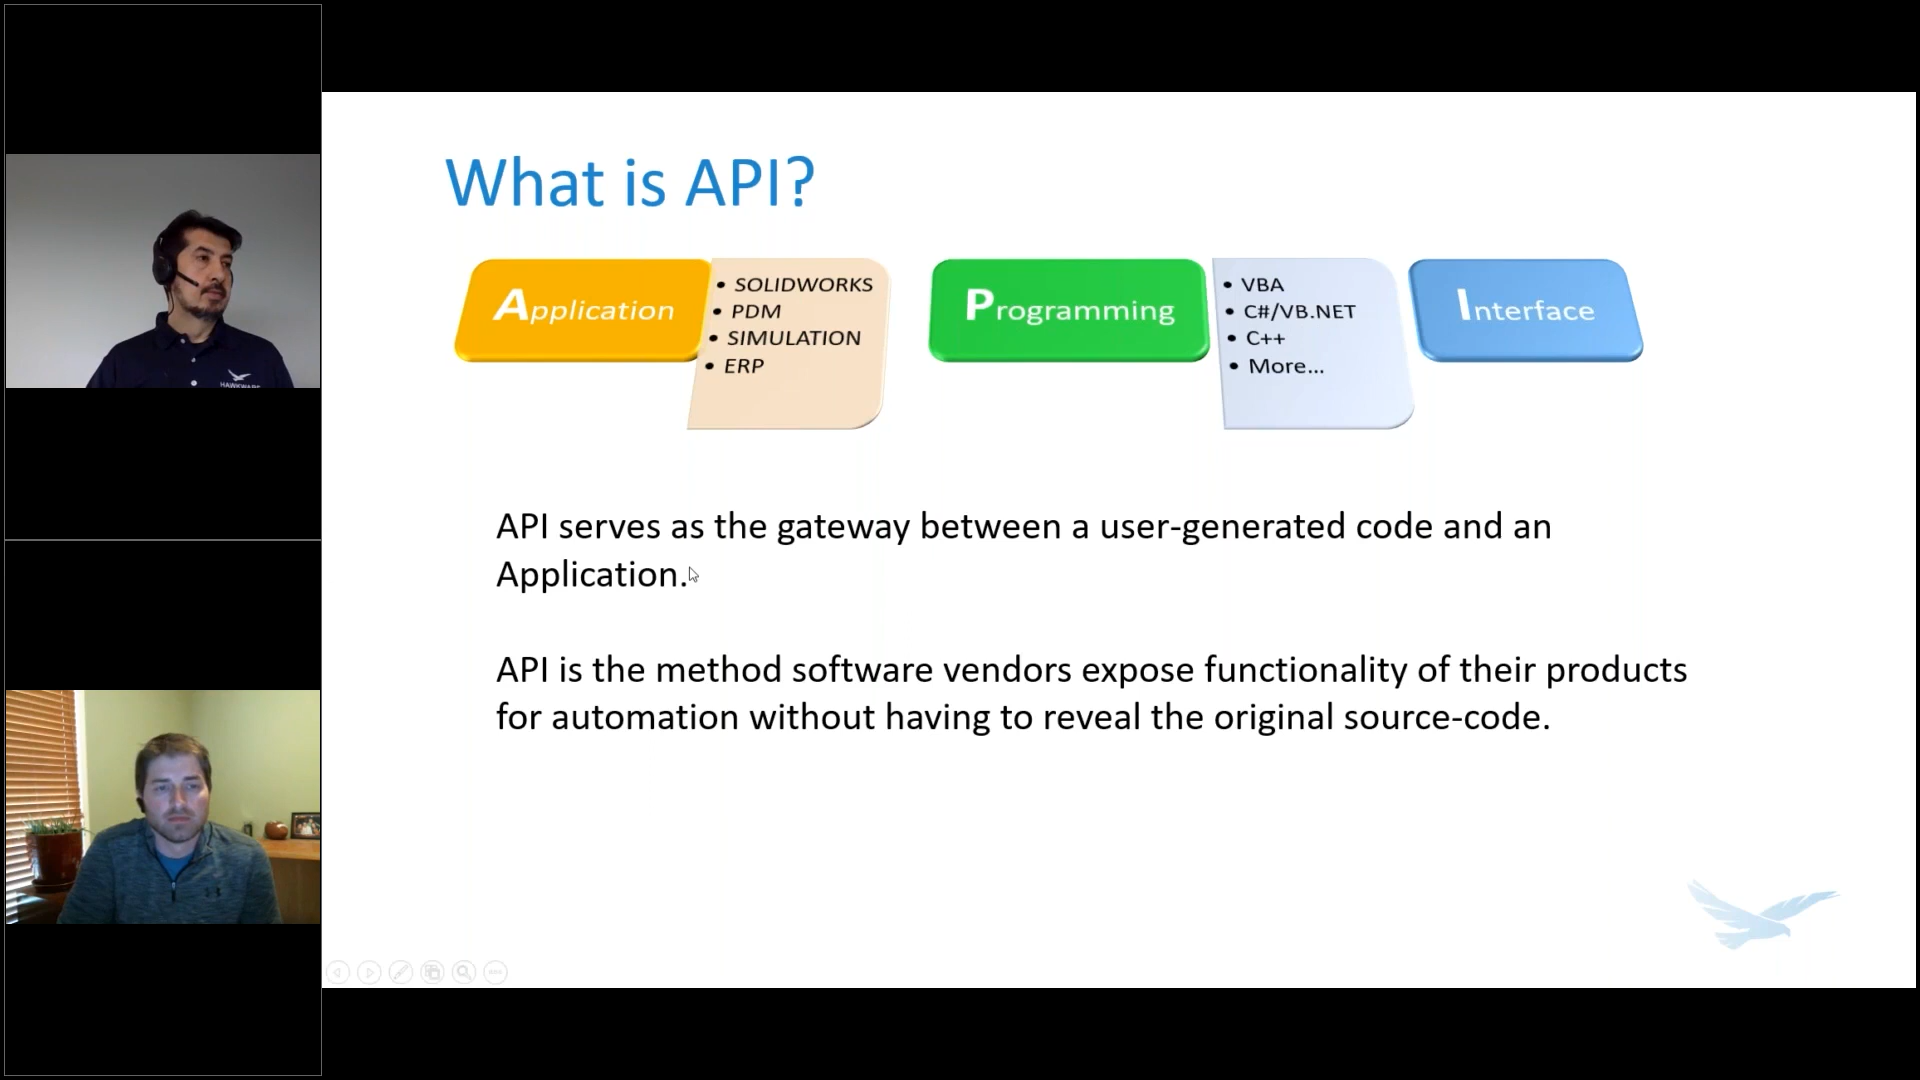 What is API?
Application
• SOLIDWORKS
• PDM
• SIMULATION
• ERP
Programming
• VBA
• C#/VB.NET
• C++
• More...
Interface
API serves as the gateway between a user-generated code and an
Application.
API is the method software vendors expose functionality of their products
for automation without having to reveal the original source-code.
HAWKWARE